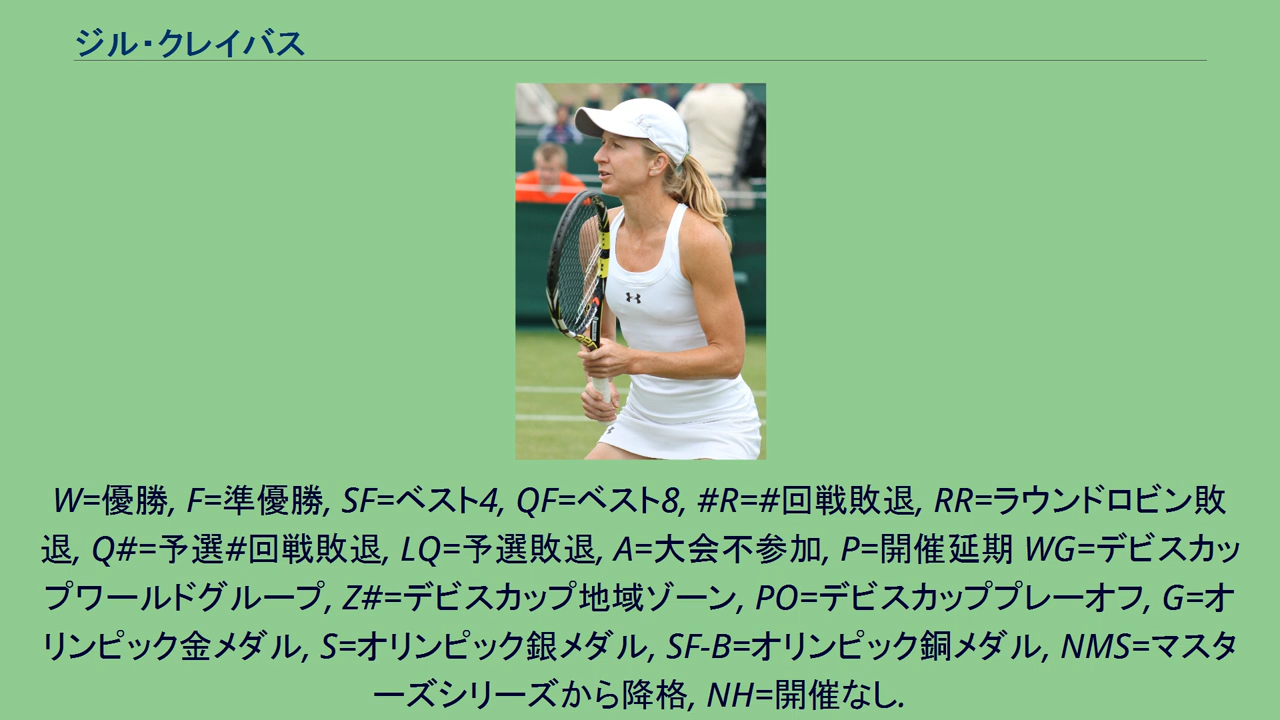 ジル・クレイバス
W=優勝, F=準優勝, SF=ベスト4, QF=ベスト8, #R=#回戦敗退, RR=ラウンドロビン敗
退, Q#=予選#回戦敗退, LQ=予選敗退, A=大会不参加, P=開催延期 WG=デビスカッ
プワールドグループ, Z#=デビスカップ地域ゾーン, PO=デビスカッププレーオフ, G=オ
リンピック金メダル, S=オリンピック銀メダル, SF-B=オリンピック銅メダル, NMS=マスタ
ーズシリーズから降格, NH=開催なし.